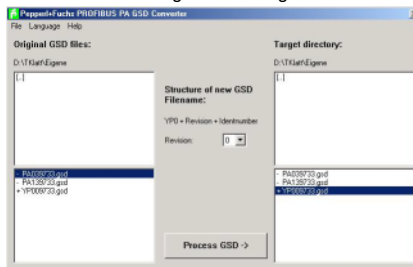 Pepperl+Fuchs PROFIBUS PA GSD Converter
File Language Help
Original GSD files:
D:\TKlatt\Eigene
[..]
- PA039733.gsd
- PA139733.gsd
+ YP009733.gsd
Structure of new GSD
Filename:
YP0 + Revision + Identnumber
Revision: 0
Process GSD ->
Target directory:
D:\TKlatt\Eigene
[..]
- PA039733.gsd
- PA139733.gsd
+ YP009733.gsd